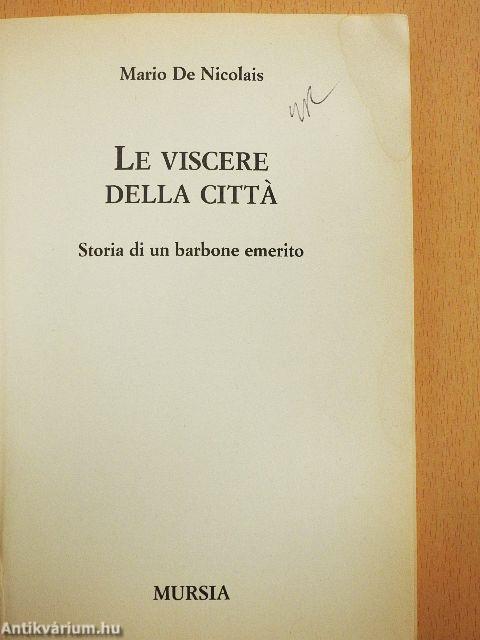 Mario De Nicolais
LE VISCERE
DELLA CITTÀ
Storia di un barbone emerito
MURSIA
Antikvárium.hu